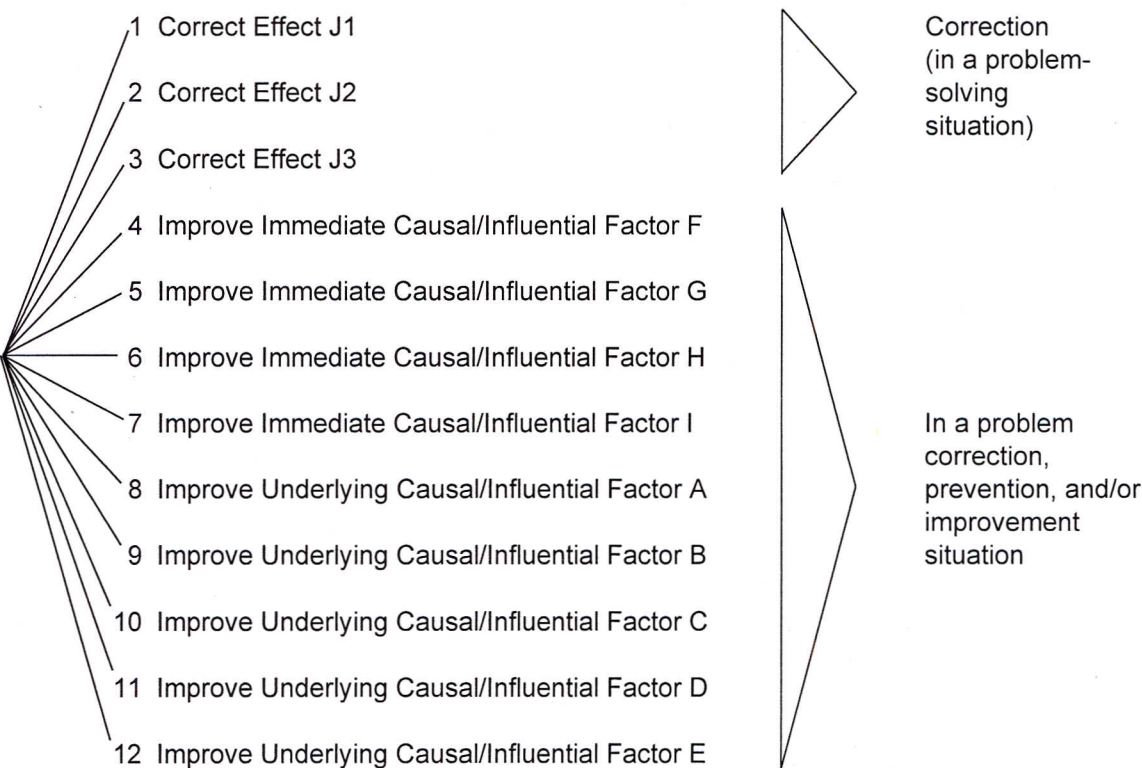 1 Correct Effect J1
2 Correct Effect J2
3 Correct Effect J3
4 Improve Immediate Causal/Influential Factor F
5 Improve Immediate Causal/Influential Factor G
6 Improve Immediate Causal/Influential Factor H
7 Improve Immediate Causal/Influential Factor I
8 Improve Underlying Causal/Influential Factor A
9 Improve Underlying Causal/Influential Factor B
10 Improve Underlying Causal/Influential Factor C
11 Improve Underlying Causal/Influential Factor D
12 Improve Underlying Causal/Influential Factor E
Correction
(in a problem-
solving
situation)
In a problem
correction,
prevention, and/or
improvement
situation